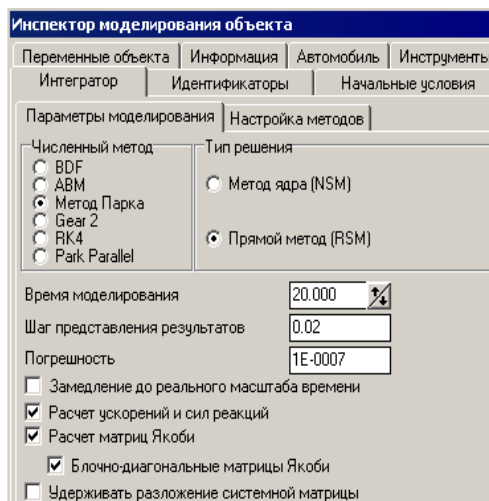 Инспектор моделирования объекта
Переменные объекта Информация Автомобиль Инструменты
Интегратор Идентификаторы Начальные условия
Параметры моделирования Настройка методов
Численный метод Тип решения
BDF
ABM
Метод Парка
Gear 2
RK4
Park Parallel
Метод ядра (NSM)
Прямой метод (RSM)
Время моделирования 20.000
Шаг представления результатов 0.02
Погрешность 1E-0007
Замедление до реального масштаба времени
Расчет ускорений и сил реакций
Расчет матриц Якоби
Блочно-диагональные матрицы Якоби
Удерживать разложение системной матрицы